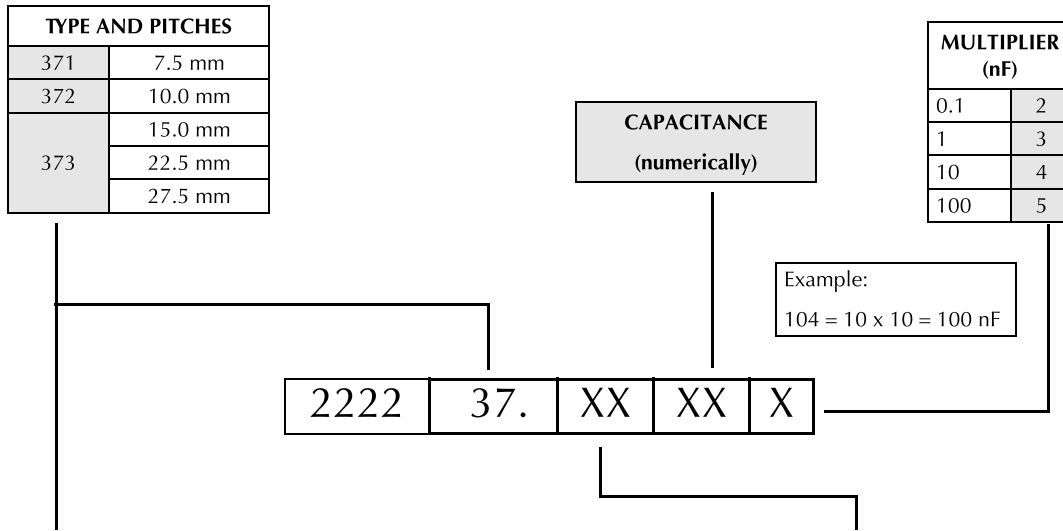 TYPE AND PITCHES
371 7.5 mm
372 10.0 mm
373 15.0 mm
22.5 mm
27.5 mm
CAPACITANCE
(numerically)
MULTIPLIER
(nF)
0.1 2
1 3
10 4
100 5
Example:
104 = 10 x 10 = 100 nF
2222 37. XX XX X